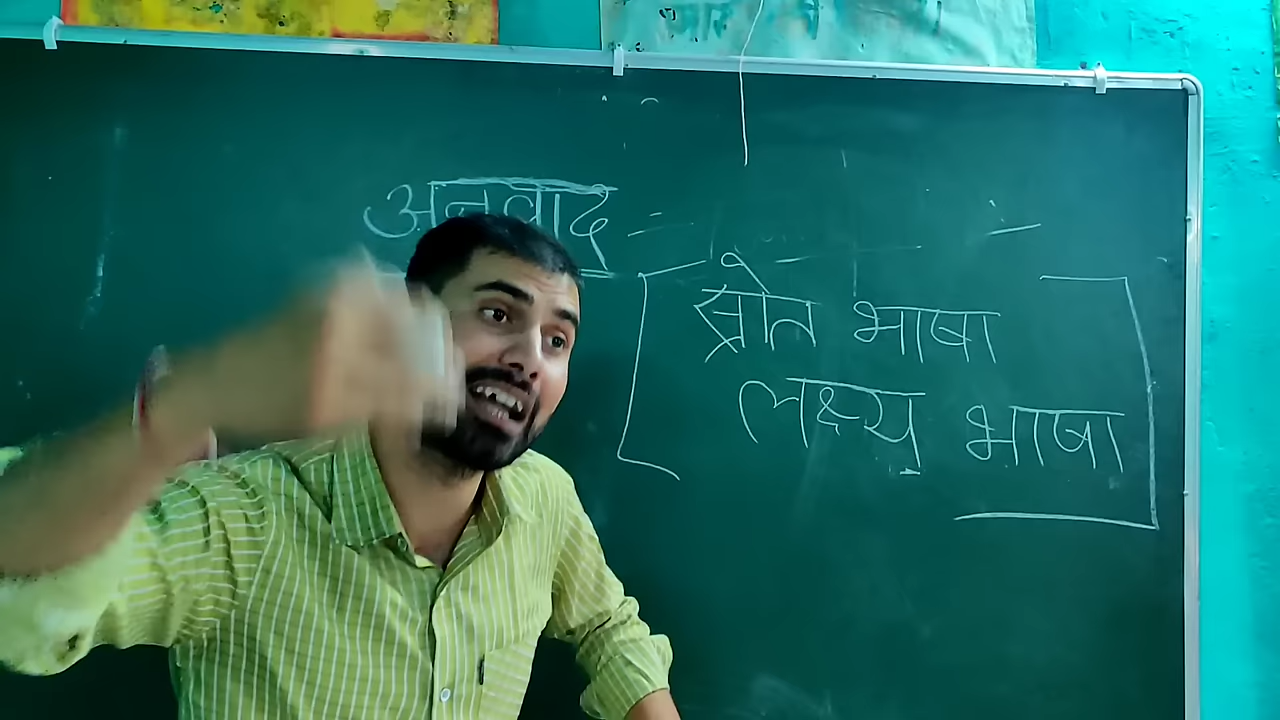 अनुवाद =
स्रोत भाषा
लक्ष्य भाषा